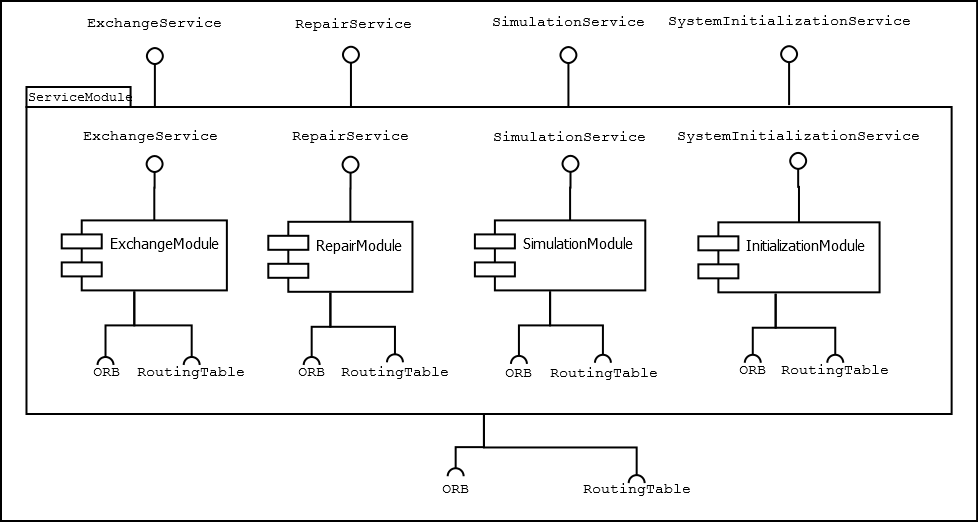 ExchangeService
RepairService
SimulationService
SystemInitializationService
ServiceModule
ExchangeService
RepairService
SimulationService
SystemInitializationService
ExchangeModule
RepairModule
SimulationModule
InitializationModule
ORB
RoutingTable
ORB
RoutingTable
ORB
RoutingTable
ORB
RoutingTable
ORB
RoutingTable